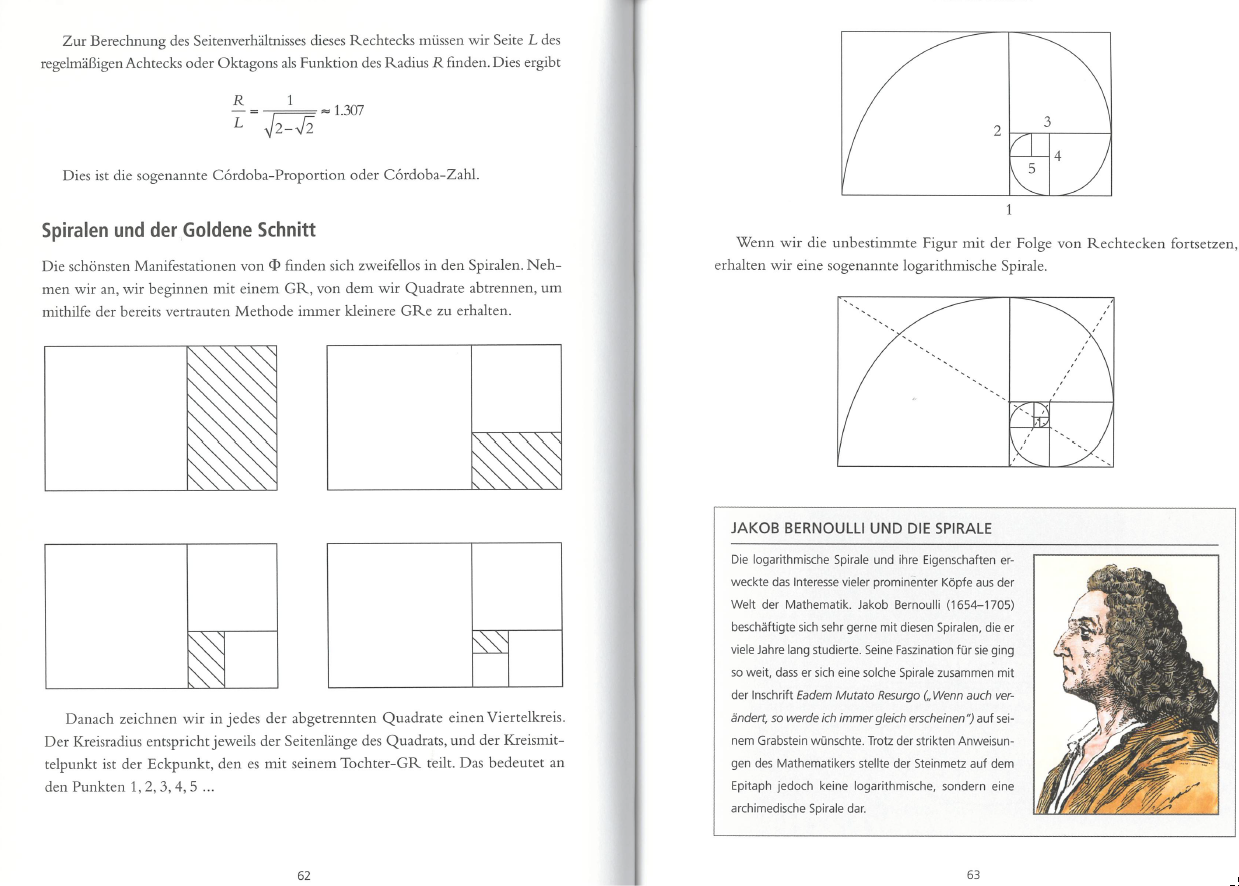 Zur Berechnung des Seitenverhältnisses dieses Rechtecks müssen wir Seite L des
regelmäßigen Achtecks oder Oktagons als Funktion des Radius R finden. Dies ergibt
R/L = 1/√(2−√2) ≈ 1.307
Dies ist die sogenannte Córdoba-Proportion oder Córdoba-Zahl.
Spiralen und der Goldene Schnitt
Die schönsten Manifestationen von Φ finden sich zweifellos in den Spiralen. Neh-
men wir an, wir beginnen mit einem GR, von dem wir Quadrate abtrennen, um
mithilfe der bereits vertrauten Methode immer kleinere GRe zu erhalten.
Danach zeichnen wir in jedes der abgetrennten Quadrate einen Viertelkreis.
Der Kreisradius entspricht jeweils der Seitenlänge des Quadrats, und der Kreismit-
telpunkt ist der Eckpunkt, den es mit seinem Tochter-GR teilt. Das bedeutet an
den Punkten 1, 2, 3, 4, 5 ...
62
3
2
4
5
1
Wenn wir die unbestimmte Figur mit der Folge von Rechtecken fortsetzen,
erhalten wir eine sogenannte logarithmische Spirale.
JAKOB BERNOULLI UND DIE SPIRALE
Die logarithmische Spirale und ihre Eigenschaften er-
weckte das Interesse vieler prominenter Köpfe aus der
Welt der Mathematik. Jakob Bernoulli (1654–1705)
beschäftigte sich sehr gerne mit diesen Spiralen, die er
viele Jahre lang studierte. Seine Faszination für sie ging
so weit, dass er sich eine solche Spirale zusammen mit
der Inschrift Eadem Mutato Resurgo („Wenn auch ver-
ändert, so werde ich immer gleich erscheinen") auf sei-
nem Grabstein wünschte. Trotz der strikten Anweisun-
gen des Mathematikers stellte der Steinmetz auf dem
Epitaph jedoch keine logarithmische, sondern eine
archimedische Spirale dar.
63